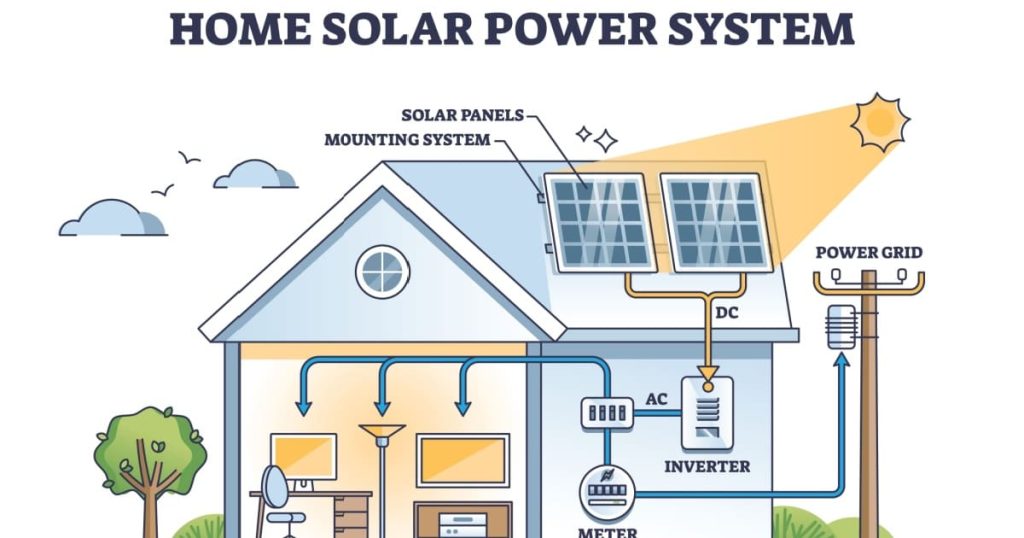 HOME SOLAR POWER SYSTEM
SOLAR PANELS
MOUNTING SYSTEM
POWER GRID
DC
AC
INVERTER
METER